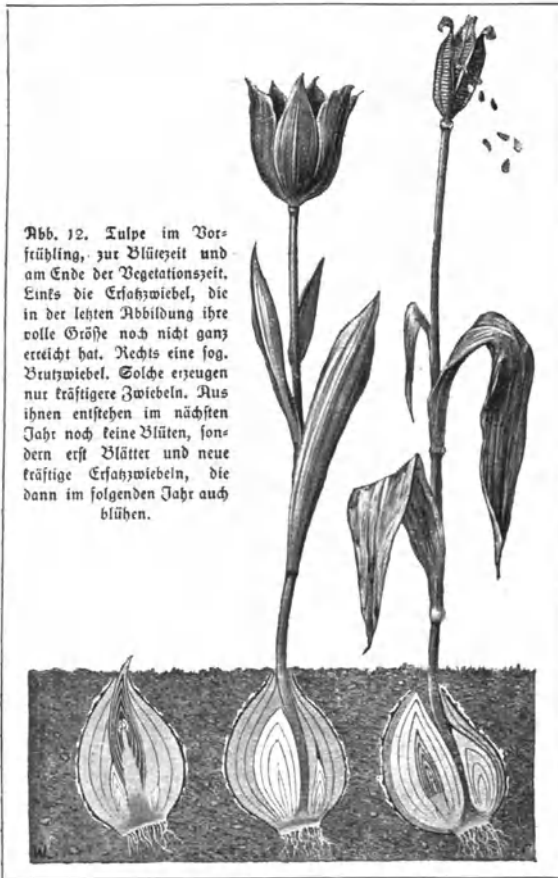 Abb. 12. Tulpe im Vor=
frühling, zur Blütezeit und
am Ende der Vegetationszeit.
Links die Ersatzzwiebel, die
in der letzten Abbildung ihre
volle Größe noch nicht ganz
erreicht hat. Rechts eine sog.
Brutzwiebel. Solche erzeugen
nur kräftigere Zwiebeln. Aus
ihnen entstehen im nächsten
Jahr noch keine Blüten, son=
dern erst Blätter und neue
kräftige Ersatzzwiebeln, die
dann im folgenden Jahr auch
blühen.